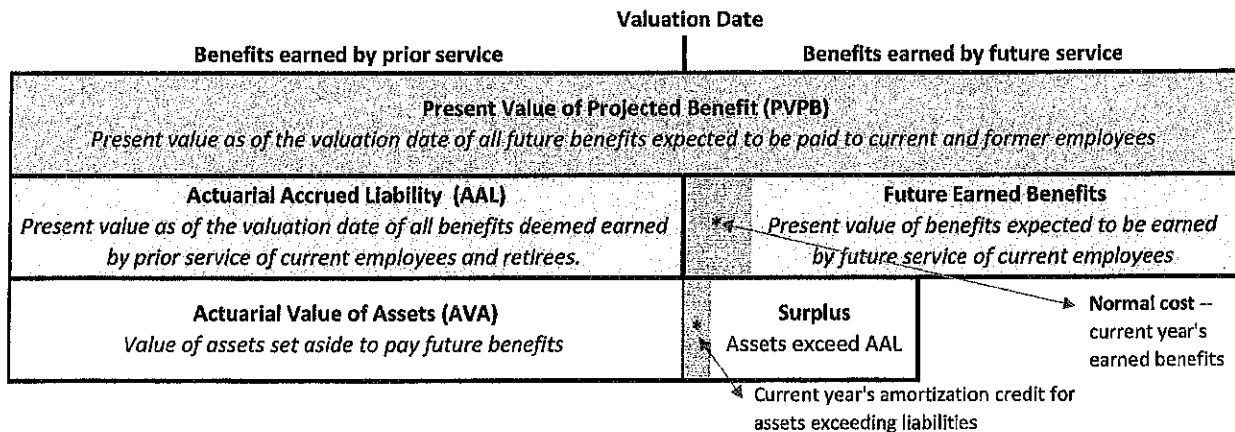 Valuation Date
Benefits earned by prior service
Benefits earned by future service
Present Value of Projected Benefit (PVPB)
Present value as of the valuation date of all future benefits expected to be paid to current and former employees
Actuarial Accrued Liability (AAL)
Present value as of the valuation date of all benefits deemed earned
by prior service of current employees and retirees.
*
Future Earned Benefits
Present value of benefits expected to be earned
by future service of current employees
Actuarial Value of Assets (AVA)
Value of assets set aside to pay future benefits
*
Surplus
Assets exceed AAL
Normal cost --
current year's
earned benefits
Current year's amortization credit for
assets exceeding liabilities